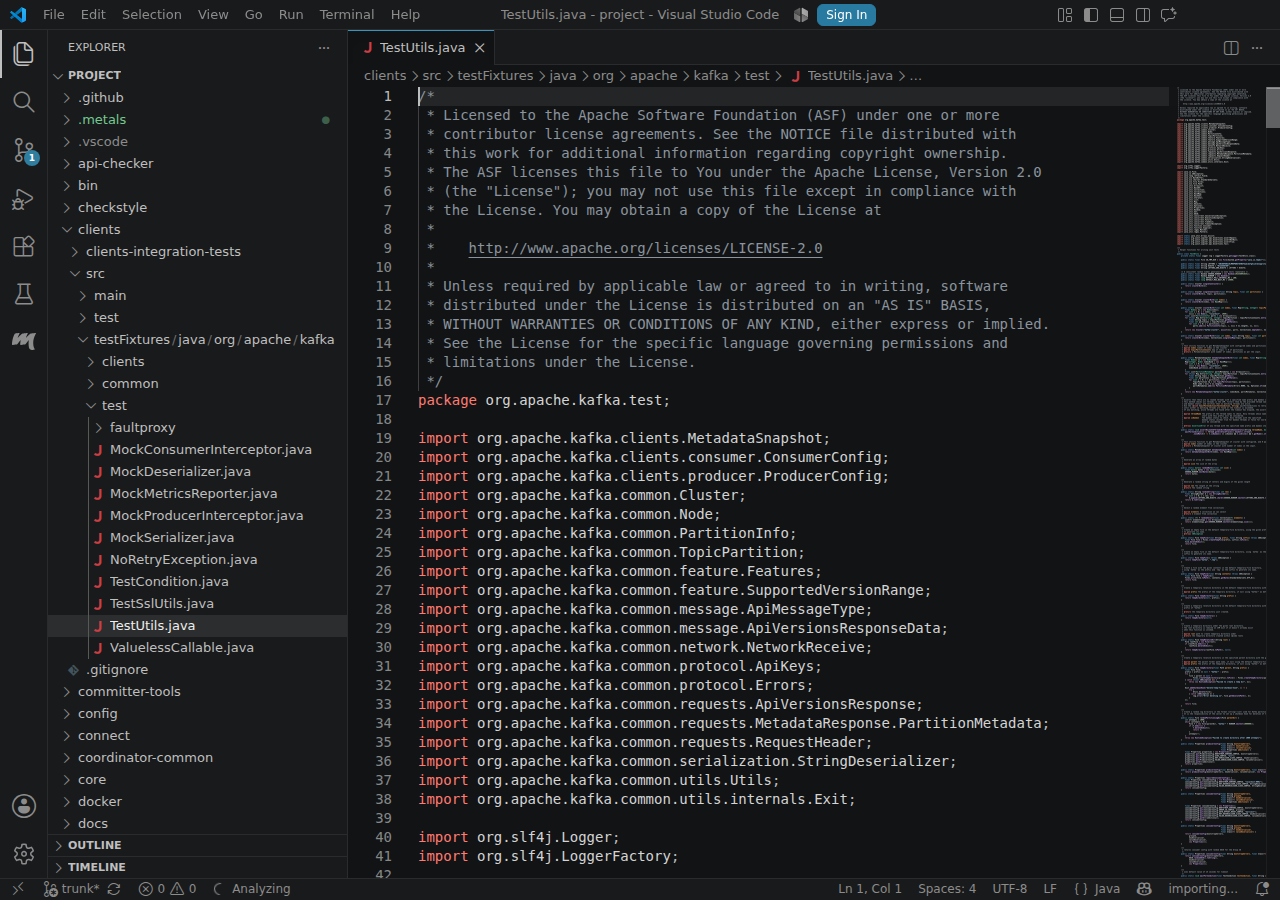 File Edit Selection View Go Run Terminal Help
TestUtils.java - project - Visual Studio Code
Sign In
EXPLORER
PROJECT
.github
.metals
.vscode
api-checker
bin
checkstyle
clients
clients-integration-tests
src
main
test
testFixtures/java/org/apache/kafka
clients
common
test
faultproxy
MockConsumerInterceptor.java
MockDeserializer.java
MockMetricsReporter.java
MockProducerInterceptor.java
MockSerializer.java
NoRetryException.java
TestCondition.java
TestSslUtils.java
TestUtils.java
ValuelessCallable.java
.gitignore
committer-tools
config
connect
coordinator-common
core
docker
docs
OUTLINE
TIMELINE
1
TestUtils.java
clients > src > testFixtures > java > org > apache > kafka > test > TestUtils.java > ...
1 /*
2 * Licensed to the Apache Software Foundation (ASF) under one or more
3 * contributor license agreements. See the NOTICE file distributed with
4 * this work for additional information regarding copyright ownership.
5 * The ASF licenses this file to You under the Apache License, Version 2.0
6 * (the "License"); you may not use this file except in compliance with
7 * the License. You may obtain a copy of the License at
8 *
9 *    http://www.apache.org/licenses/LICENSE-2.0
10 *
11 * Unless required by applicable law or agreed to in writing, software
12 * distributed under the License is distributed on an "AS IS" BASIS,
13 * WITHOUT WARRANTIES OR CONDITIONS OF ANY KIND, either express or implied.
14 * See the License for the specific language governing permissions and
15 * limitations under the License.
16 */
17 package org.apache.kafka.test;
18
19 import org.apache.kafka.clients.MetadataSnapshot;
20 import org.apache.kafka.clients.consumer.ConsumerConfig;
21 import org.apache.kafka.clients.producer.ProducerConfig;
22 import org.apache.kafka.common.Cluster;
23 import org.apache.kafka.common.Node;
24 import org.apache.kafka.common.PartitionInfo;
25 import org.apache.kafka.common.TopicPartition;
26 import org.apache.kafka.common.feature.Features;
27 import org.apache.kafka.common.feature.SupportedVersionRange;
28 import org.apache.kafka.common.message.ApiMessageType;
29 import org.apache.kafka.common.message.ApiVersionsResponseData;
30 import org.apache.kafka.common.network.NetworkReceive;
31 import org.apache.kafka.common.protocol.ApiKeys;
32 import org.apache.kafka.common.protocol.Errors;
33 import org.apache.kafka.common.requests.ApiVersionsResponse;
34 import org.apache.kafka.common.requests.MetadataResponse.PartitionMetadata;
35 import org.apache.kafka.common.requests.RequestHeader;
36 import org.apache.kafka.common.serialization.StringDeserializer;
37 import org.apache.kafka.common.utils.Utils;
38 import org.apache.kafka.common.utils.internals.Exit;
39
40 import org.slf4j.Logger;
41 import org.slf4j.LoggerFactory;
42
trunk* 0 0 Analyzing
Ln 1, Col 1 Spaces: 4 UTF-8 LF { } Java importing...